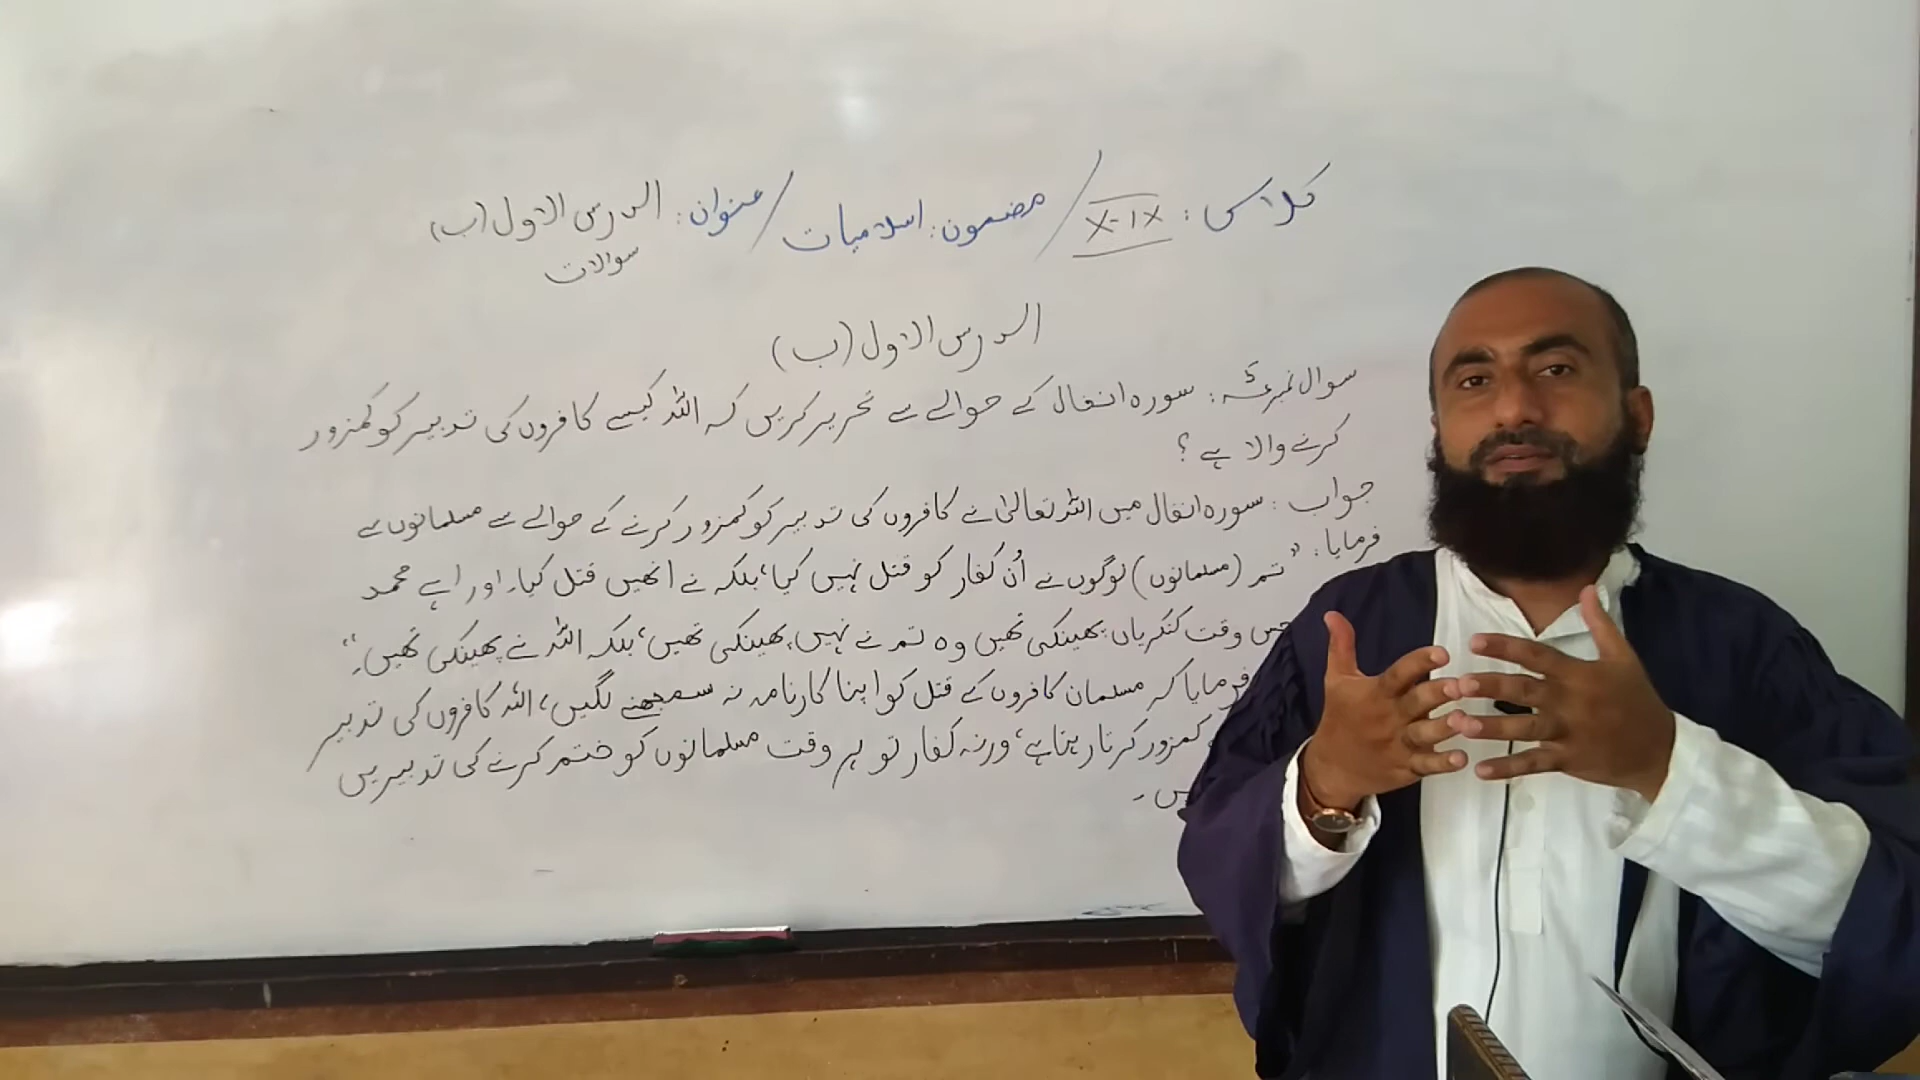 کلاس: X-IX / مضمون: اسلامیات / عنوان: الدرس الاول (ب)
سوالات
الدرس الاول (ب)
سوال نمبر : سورہ انفال کے حوالے سے تحریر کریں کہ اللہ کیسے کافروں کی تدبیر کو کمزور
کرنے والا ہے ؟
جواب : سورہ انفال میں اللہ تعالیٰ نے کافروں کی تدبیر کو کمزور کرنے کے حوالے سے مسلمانوں سے
فرمایا: " تم (مسلمانوں) لوگوں نے اُن کفار کو قتل نہیں کیا، بلکہ نے انھیں قتل کیا۔ اور اے محمد
جس وقت کنکریاں پھینکی تھیں وہ تم نے نہیں پھینکی تھیں، بلکہ اللہ نے پھینکی تھیں۔"
فرمایا کہ مسلمان کافروں کے قتل کو اپنا کارنامہ نہ سمجھنے لگیں، اللہ کافروں کی تدبیر
کمزور کرتا رہتا ہے، ورنہ کفار تو ہر وقت مسلمانوں کو ختم کرنے کی تدبیریں